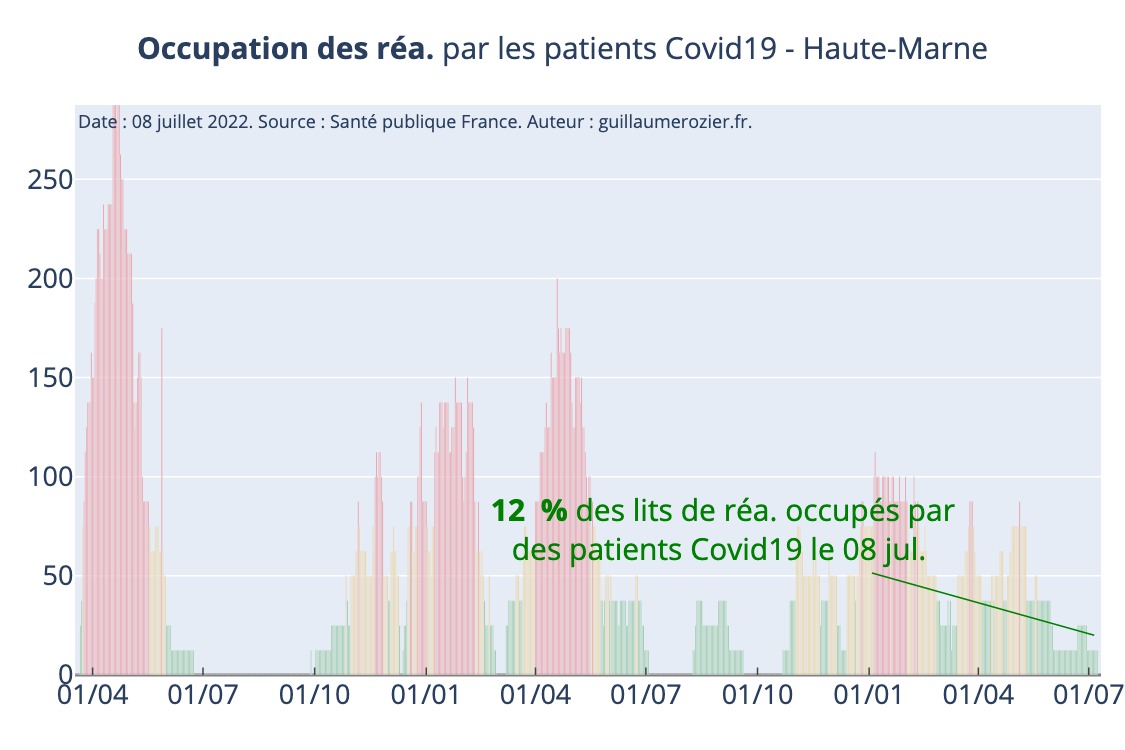 Occupation des réa. par les patients Covid19 - Haute-Marne
Date : 08 juillet 2022. Source : Santé publique France. Auteur : guillaumerozier.fr.
250
200
150
100
50
0
12 % des lits de réa. occupés par
des patients Covid19 le 08 jul.
01/04 01/07 01/10 01/01 01/04 01/07 01/10 01/01 01/04 01/07